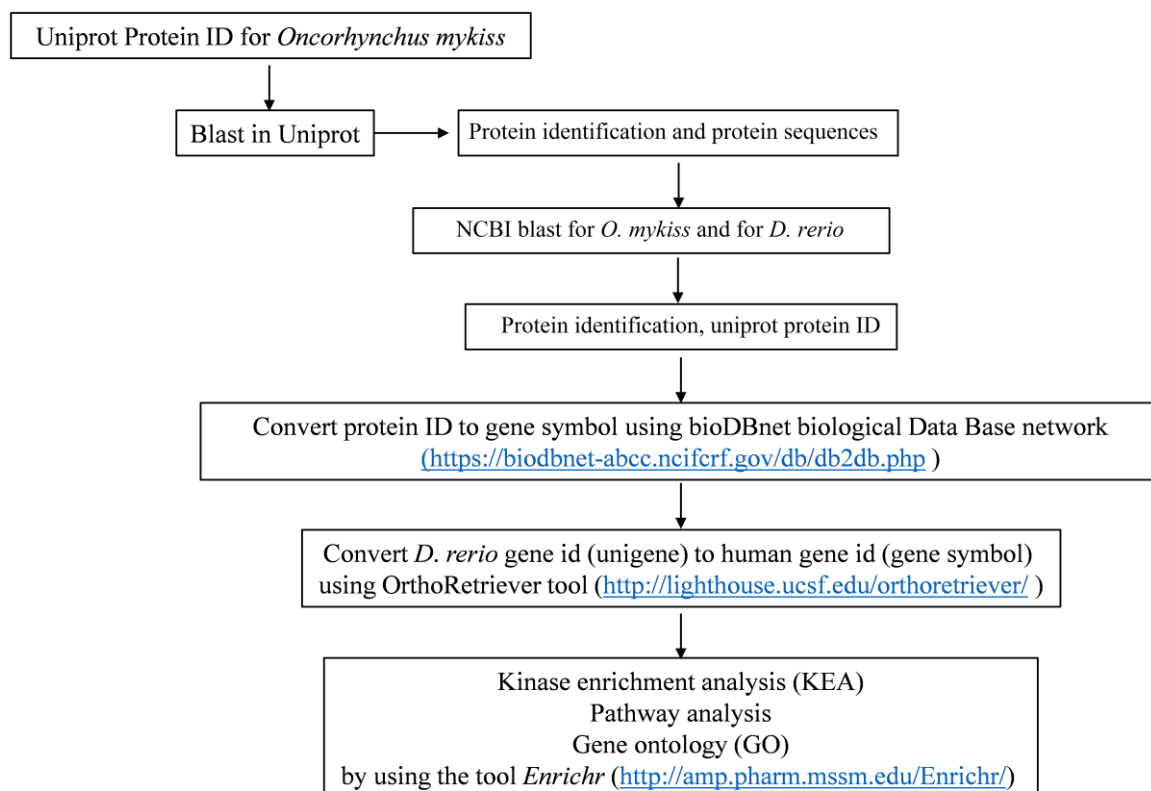 Uniprot Protein ID for Oncorhynchus mykiss
Blast in Uniprot
Protein identification and protein sequences
NCBI blast for O. mykiss and for D. rerio
Protein identification, uniprot protein ID
Convert protein ID to gene symbol using bioDBnet biological Data Base network
(https://biodbnet-abcc.ncifcrf.gov/db/db2db.php )
Convert D. rerio gene id (unigene) to human gene id (gene symbol)
using OrthoRetriever tool (http://lighthouse.ucsf.edu/orthoretriever/ )
Kinase enrichment analysis (KEA)
Pathway analysis
Gene ontology (GO)
by using the tool Enrichr (http://amp.pharm.mssm.edu/Enrichr/)